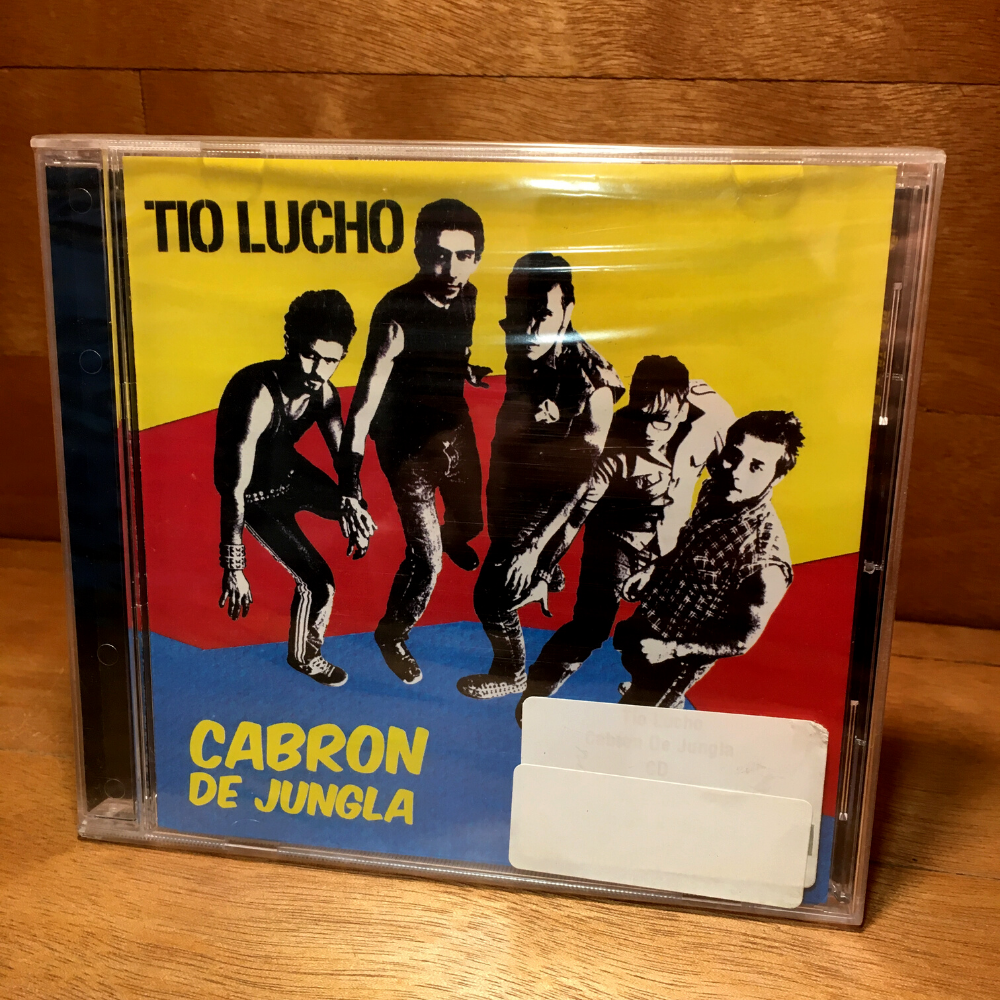 TIO LUCHO
CABRON
DE JUNGLA
Tio Lucho
Cabron De Jungla
CD